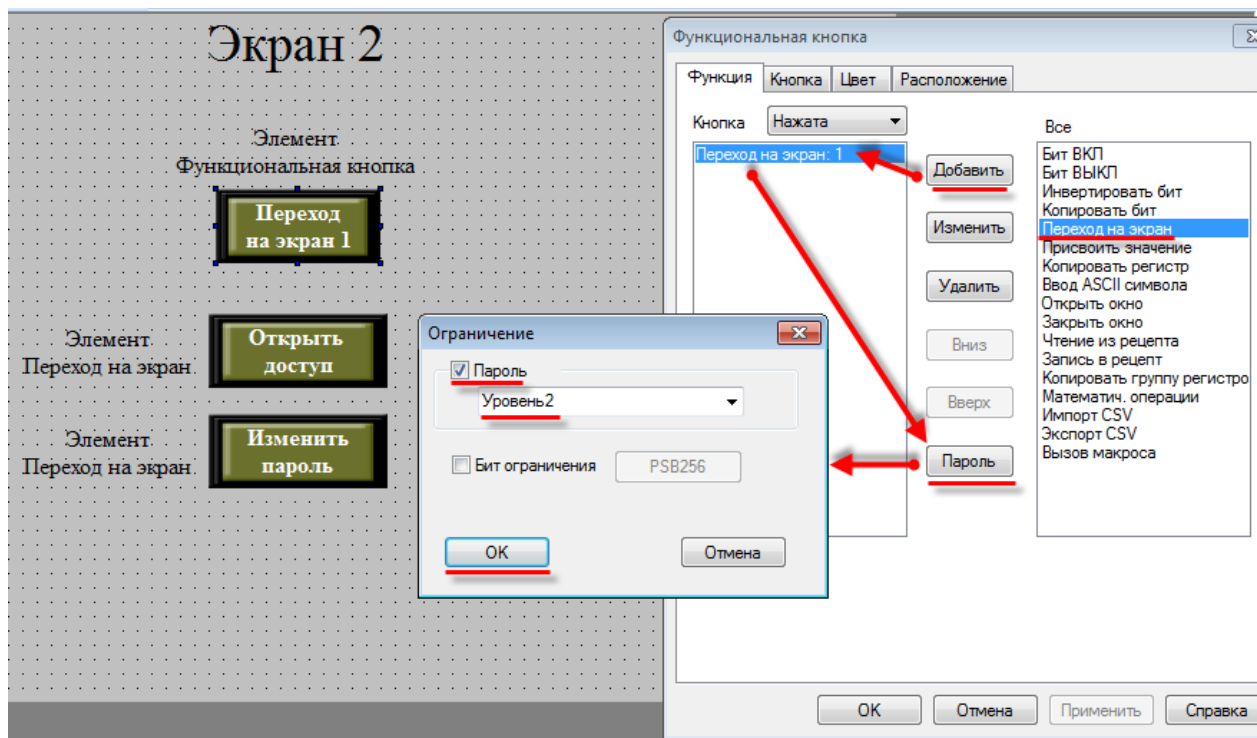 Экран 2
Элемент
Функциональная кнопка
Переход
на экран 1
Элемент
Переход на экран
Открыть
доступ
Элемент
Переход на экран
Изменить
пароль
Функциональная кнопка
Функция
Кнопка
Цвет
Расположение
Кнопка
Нажата
Переход на экран: 1
Добавить
Изменить
Удалить
Вниз
Вверх
Пароль
Все
Бит ВКЛ
Бит ВЫКЛ
Инвертировать бит
Копировать бит
Переход на экран
Присвоить значение
Копировать регистр
Ввод ASCII символа
Открыть окно
Закрыть окно
Чтение из рецепта
Запись в рецепт
Копировать группу регистро
Математич. операции
Импорт CSV
Экспорт CSV
Вызов макроса
Ограничение
Пароль
Уровень2
Бит ограничения
PSB256
OK
Отмена
OK
Отмена
Применить
Справка